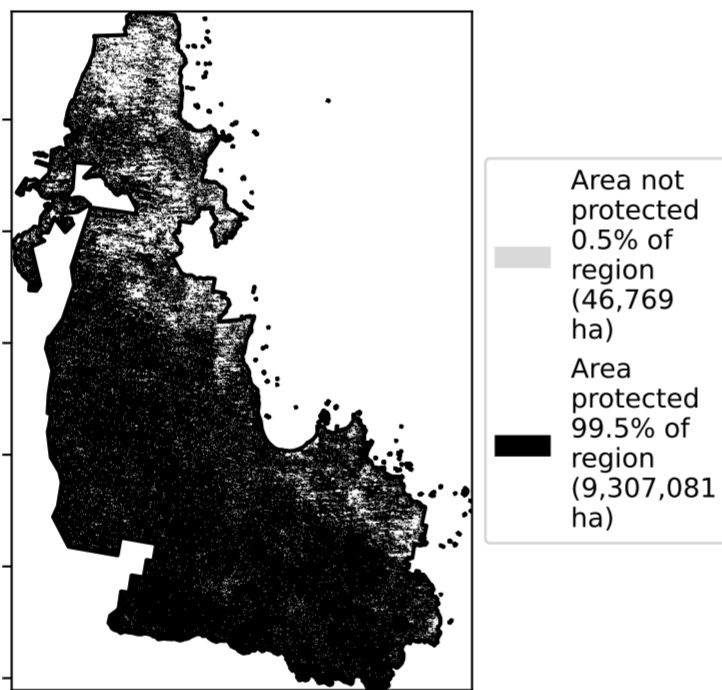 Area not
protected
0.5% of
region
(46,769
ha)
Area
protected
99.5% of
region
(9,307,081
ha)